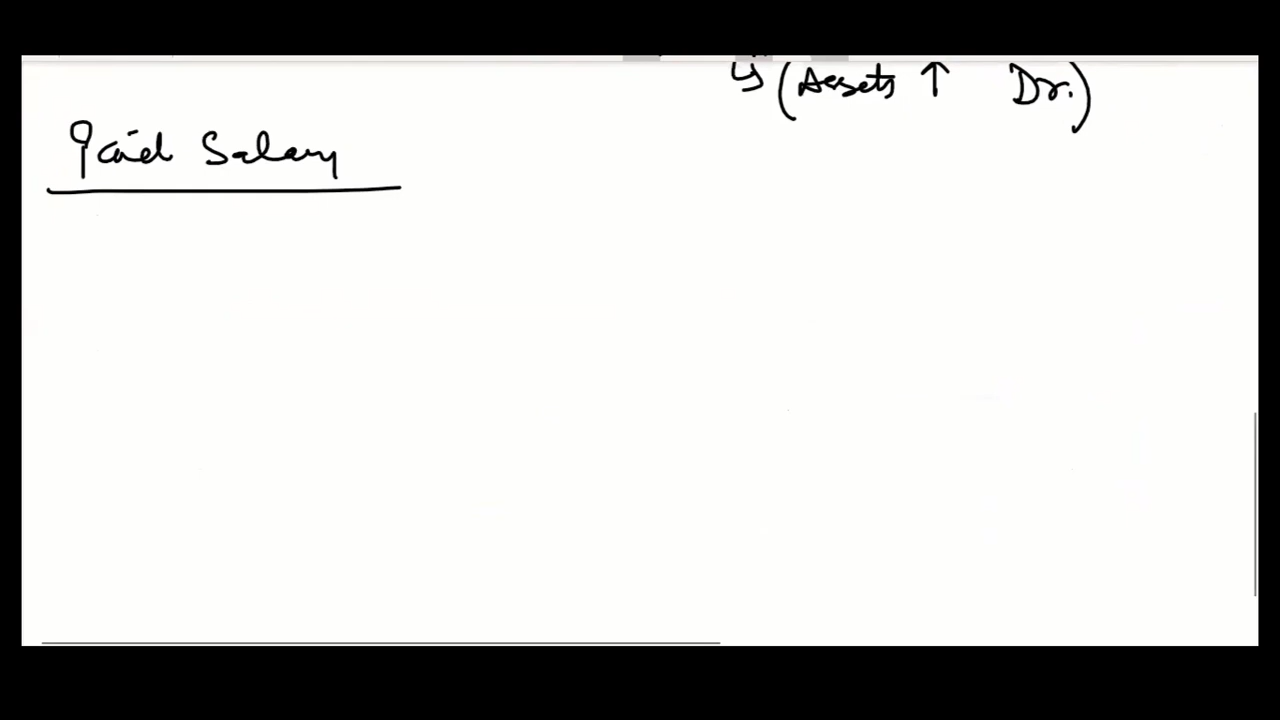 ↳ (Assets ↑ Dr.)
Paid Salary